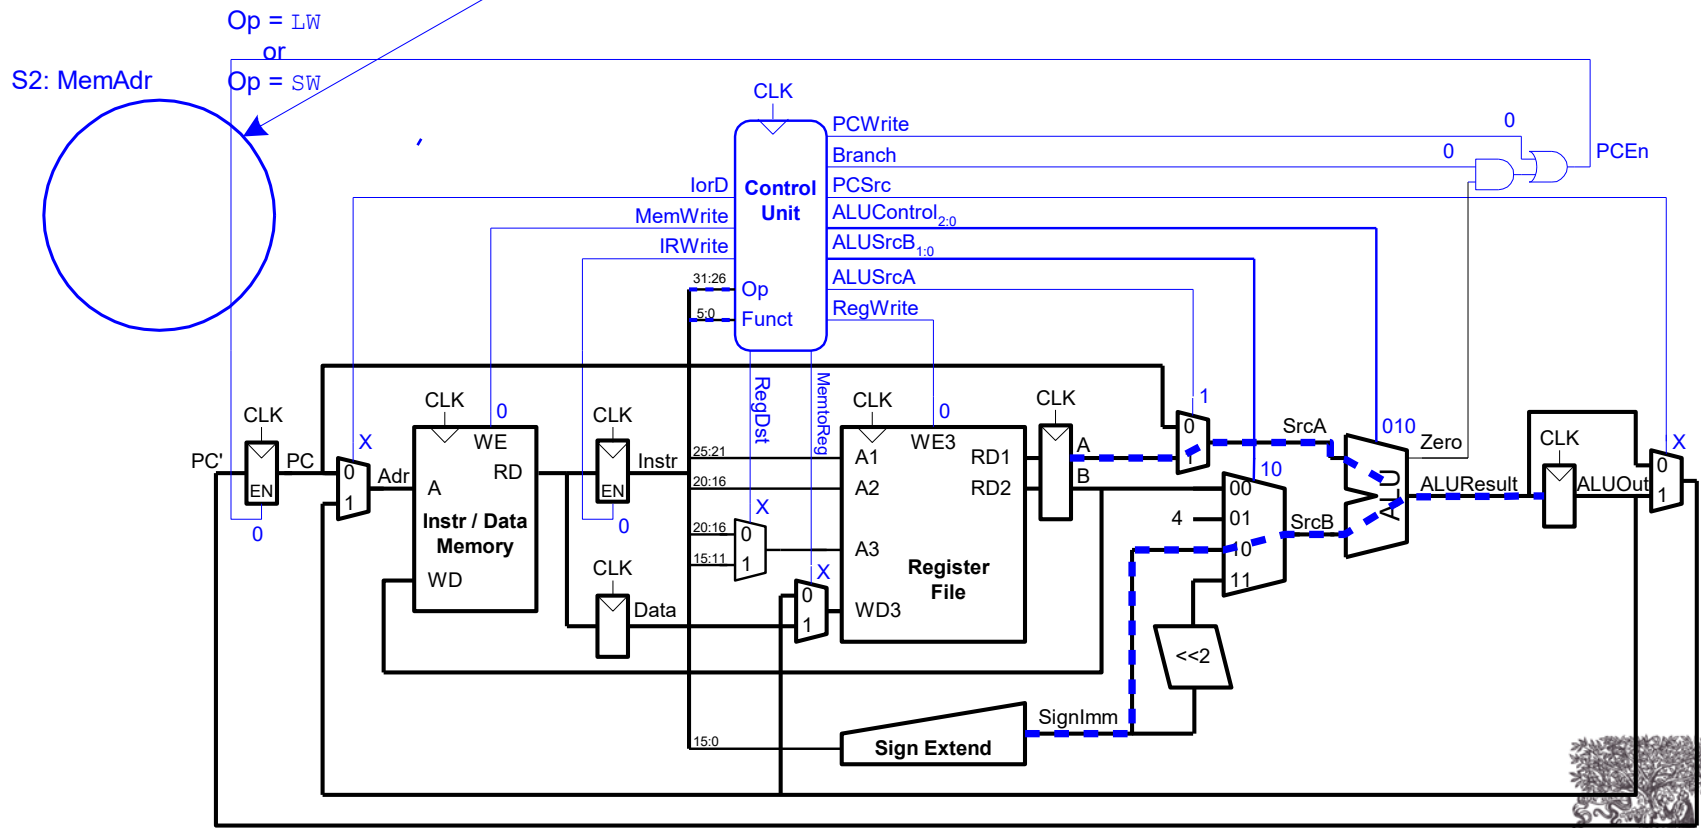 Op = LW
or
Op = SW
S2: MemAdr
CLK
PCWrite
Branch
PCSrc
ALUControl2:0
ALUSrcB1:0
ALUSrcA
RegWrite
IorD
MemWrite
IRWrite
31:26
Op
5:0
Funct
Control
Unit
0
0
PCEn
RegDst
MemtoReg
CLK
CLK
CLK
CLK
CLK
CLK
PC'
PC
EN
0
X
0
1
Adr
0
WE
RD
A
Instr / Data
Memory
WD
EN
0
Instr
CLK
Data
25:21
20:16
20:16
15:11
X
0
1
X
0
1
0
WE3
A1
RD1
A2
RD2
A3
Register
File
WD3
A
B
1
0
1
SrcA
10
00
4
01
10
11
SrcB
<<2
010
ALU
Zero
ALUResult
ALUOut
X
0
1
15:0
Sign Extend
SignImm